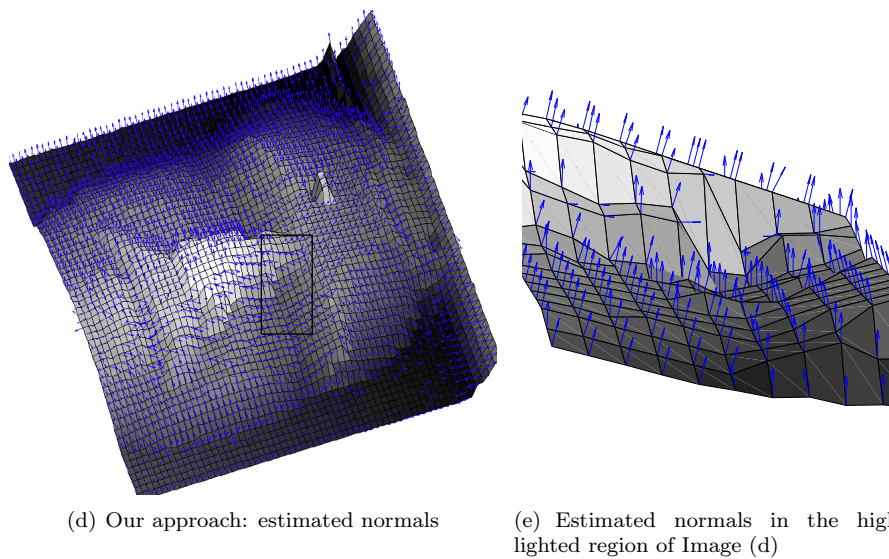 (d) Our approach: estimated normals
(e) Estimated normals in the high
lighted region of Image (d)